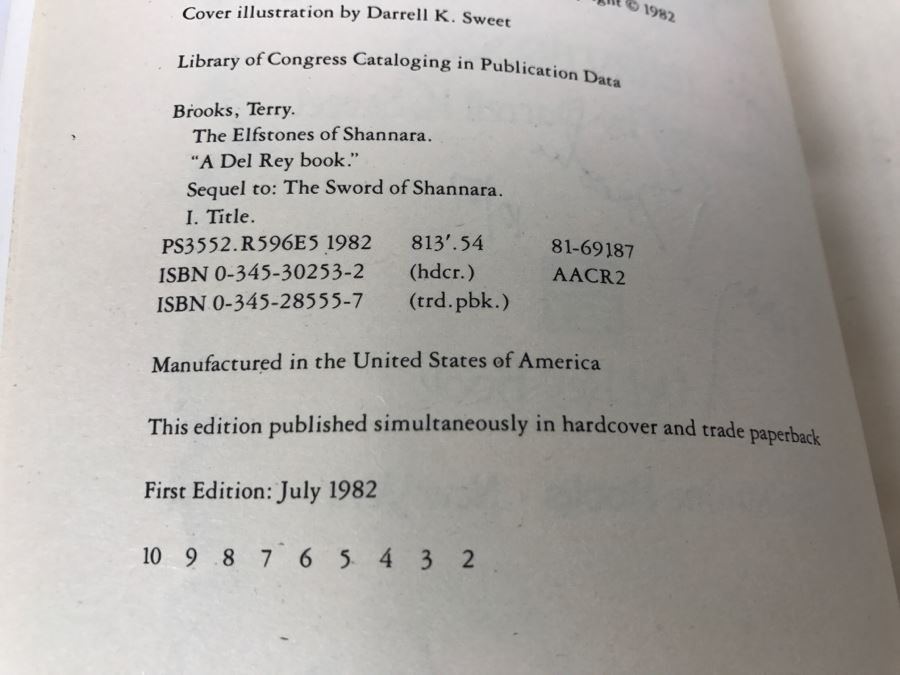 © 1982
Cover illustration by Darrell K. Sweet
Library of Congress Cataloging in Publication Data
Brooks, Terry.
The Elfstones of Shannara.
“A Del Rey book.”
Sequel to: The Sword of Shannara.
I. Title.
PS3552.R596E5 1982 813′.54 81-69187
ISBN 0-345-30253-2 (hdcr.) AACR2
ISBN 0-345-28555-7 (trd.pbk.)
Manufactured in the United States of America
This edition published simultaneously in hardcover and trade paperback
First Edition: July 1982
10 9 8 7 6 5 4 3 2